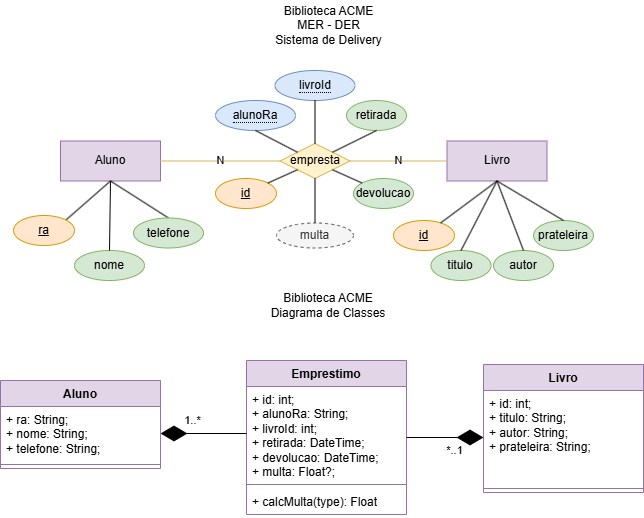 Biblioteca ACME
MER - DER
Sistema de Delivery
livroId
alunoRa
retirada
Aluno
N
empresta
N
Livro
id
devolucao
ra
telefone
multa
id
prateleira
nome
titulo
autor
Biblioteca ACME
Diagrama de Classes
Aluno
+ ra: String;
+ nome: String;
+ telefone: String;
1..*
Emprestimo
+ id: int;
+ alunoRa: String;
+ livroId: int;
+ retirada: DateTime;
+ devolucao: DateTime;
+ multa: Float?;
+ calcMulta(type): Float
*..1
Livro
+ id: int;
+ titulo: String;
+ autor: String;
+ prateleira: String;